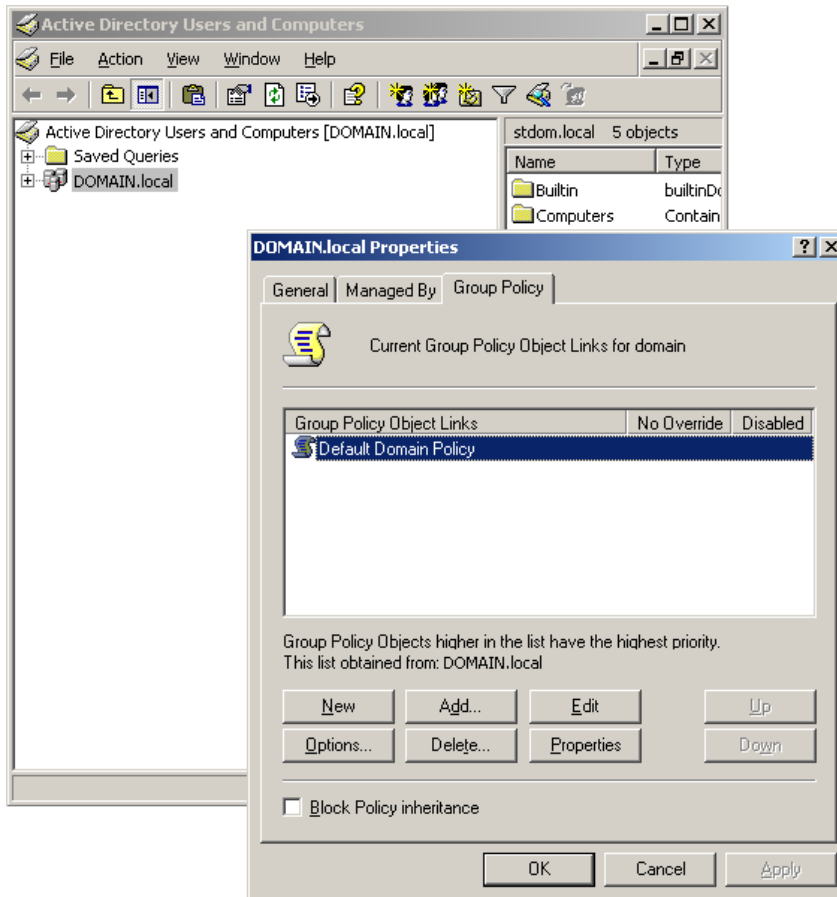 Active Directory Users and Computers
File Action View Window Help
Active Directory Users and Computers [DOMAIN.local]
Saved Queries
DOMAIN.local
stdom.local 5 objects
Name Type
Builtin builtinDo
Computers Contain
DOMAIN.local Properties
General Managed By Group Policy
Current Group Policy Object Links for domain
Group Policy Object Links No Override Disabled
Default Domain Policy
Group Policy Objects higher in the list have the highest priority.
This list obtained from: DOMAIN.local
New Add... Edit Up
Options... Delete... Properties Down
Block Policy inheritance
OK Cancel Apply